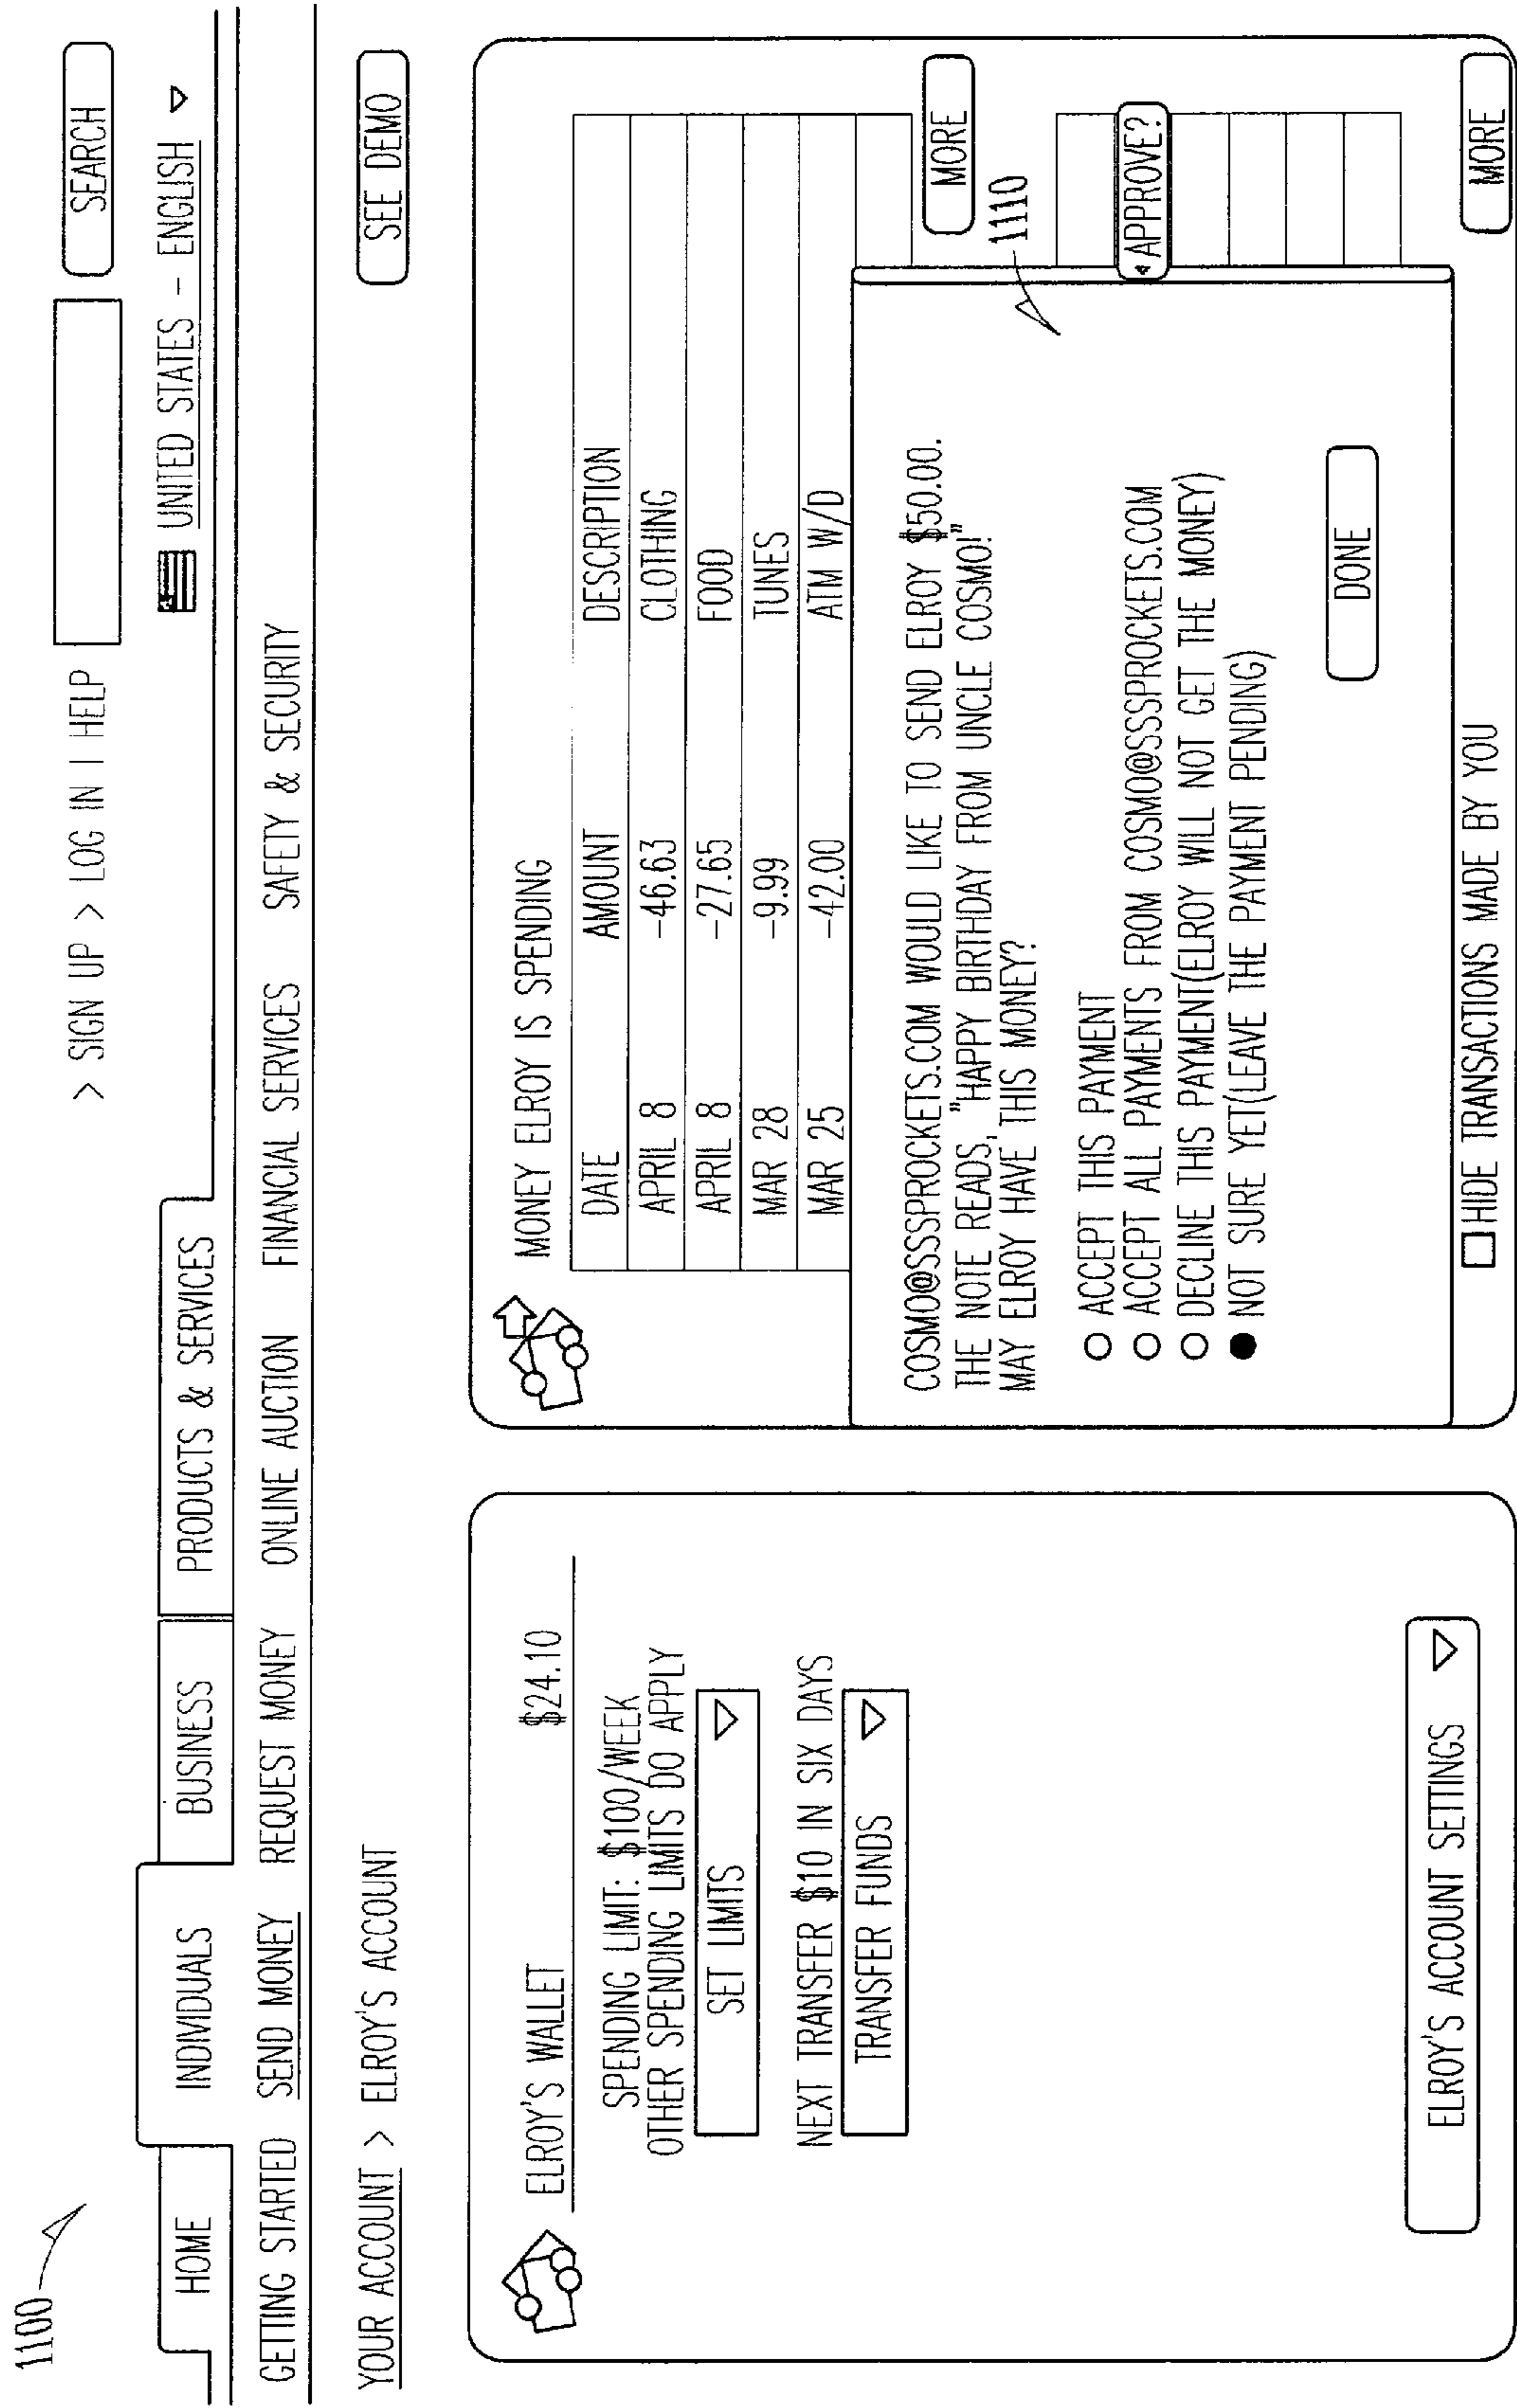 1100
> SIGN UP > LOG IN | HELP
SEARCH
UNITED STATES - ENGLISH
HOME
INDIVIDUALS
BUSINESS
PRODUCTS & SERVICES
GETTING STARTED SEND MONEY REQUEST MONEY ONLINE AUCTION FINANCIAL SERVICES SAFETY & SECURITY
YOUR ACCOUNT > ELROY'S ACCOUNT
SEE DEMO
ELROY'S WALLET $24.10
SPENDING LIMIT: $100/WEEK
OTHER SPENDING LIMITS DO APPLY
SET LIMITS
NEXT TRANSFER $10 IN SIX DAYS
TRANSFER FUNDS
ELROY'S ACCOUNT SETTINGS
MONEY ELROY IS SPENDING
DATE AMOUNT DESCRIPTION
APRIL 8 -46.63 CLOTHING
APRIL 8 -27.65 FOOD
MAR 28 -9.99 TUNES
MAR 25 -42.00 ATM W/D
MORE
1110
COSMO@SSSPROCKETS.COM WOULD LIKE TO SEND ELROY $50.00.
THE NOTE READS, "HAPPY BIRTHDAY FROM UNCLE COSMO!"
MAY ELROY HAVE THIS MONEY?
APPROVE?
ACCEPT THIS PAYMENT
ACCEPT ALL PAYMENTS FROM COSMO@SSSPROCKETS.COM
DECLINE THIS PAYMENT(ELROY WILL NOT GET THE MONEY)
NOT SURE YET(LEAVE THE PAYMENT PENDING)
DONE
HIDE TRANSACTIONS MADE BY YOU
MORE